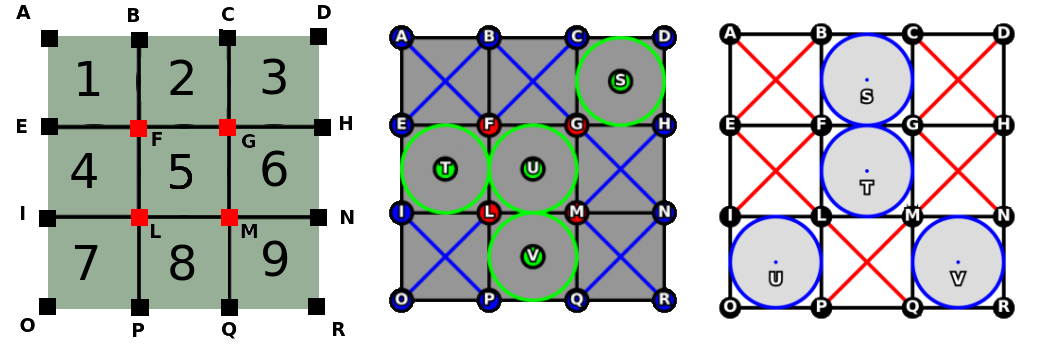 A B C D
1 2 3
E F G H
4 5 6
I L M N
7 8 9
O P Q R
A B C D
S
E F G H
T U
I L M N
V
O P Q R
A B C D
S
E F G H
T
I L M N
U V
O P Q R